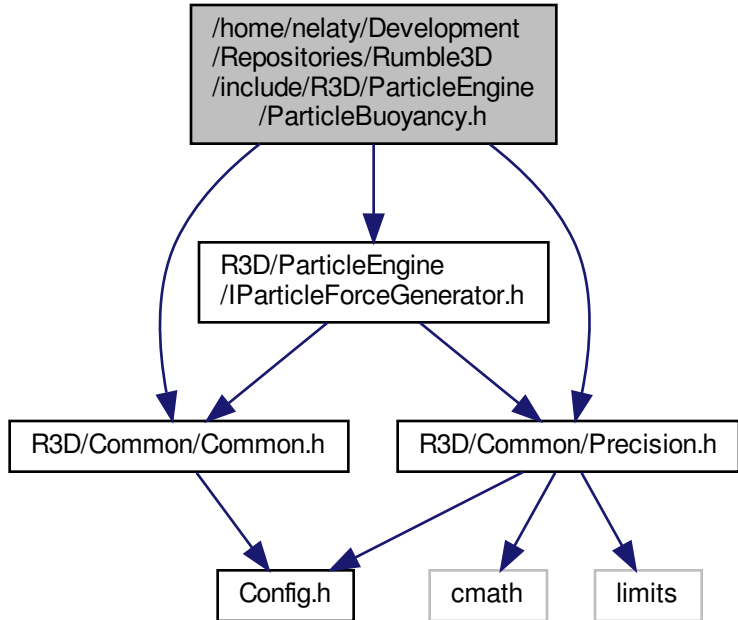 /home/nelaty/Development
/Repositories/Rumble3D
/include/R3D/ParticleEngine
/ParticleBuoyancy.h
R3D/ParticleEngine
/IParticleForceGenerator.h
R3D/Common/Common.h
R3D/Common/Precision.h
Config.h
cmath
limits